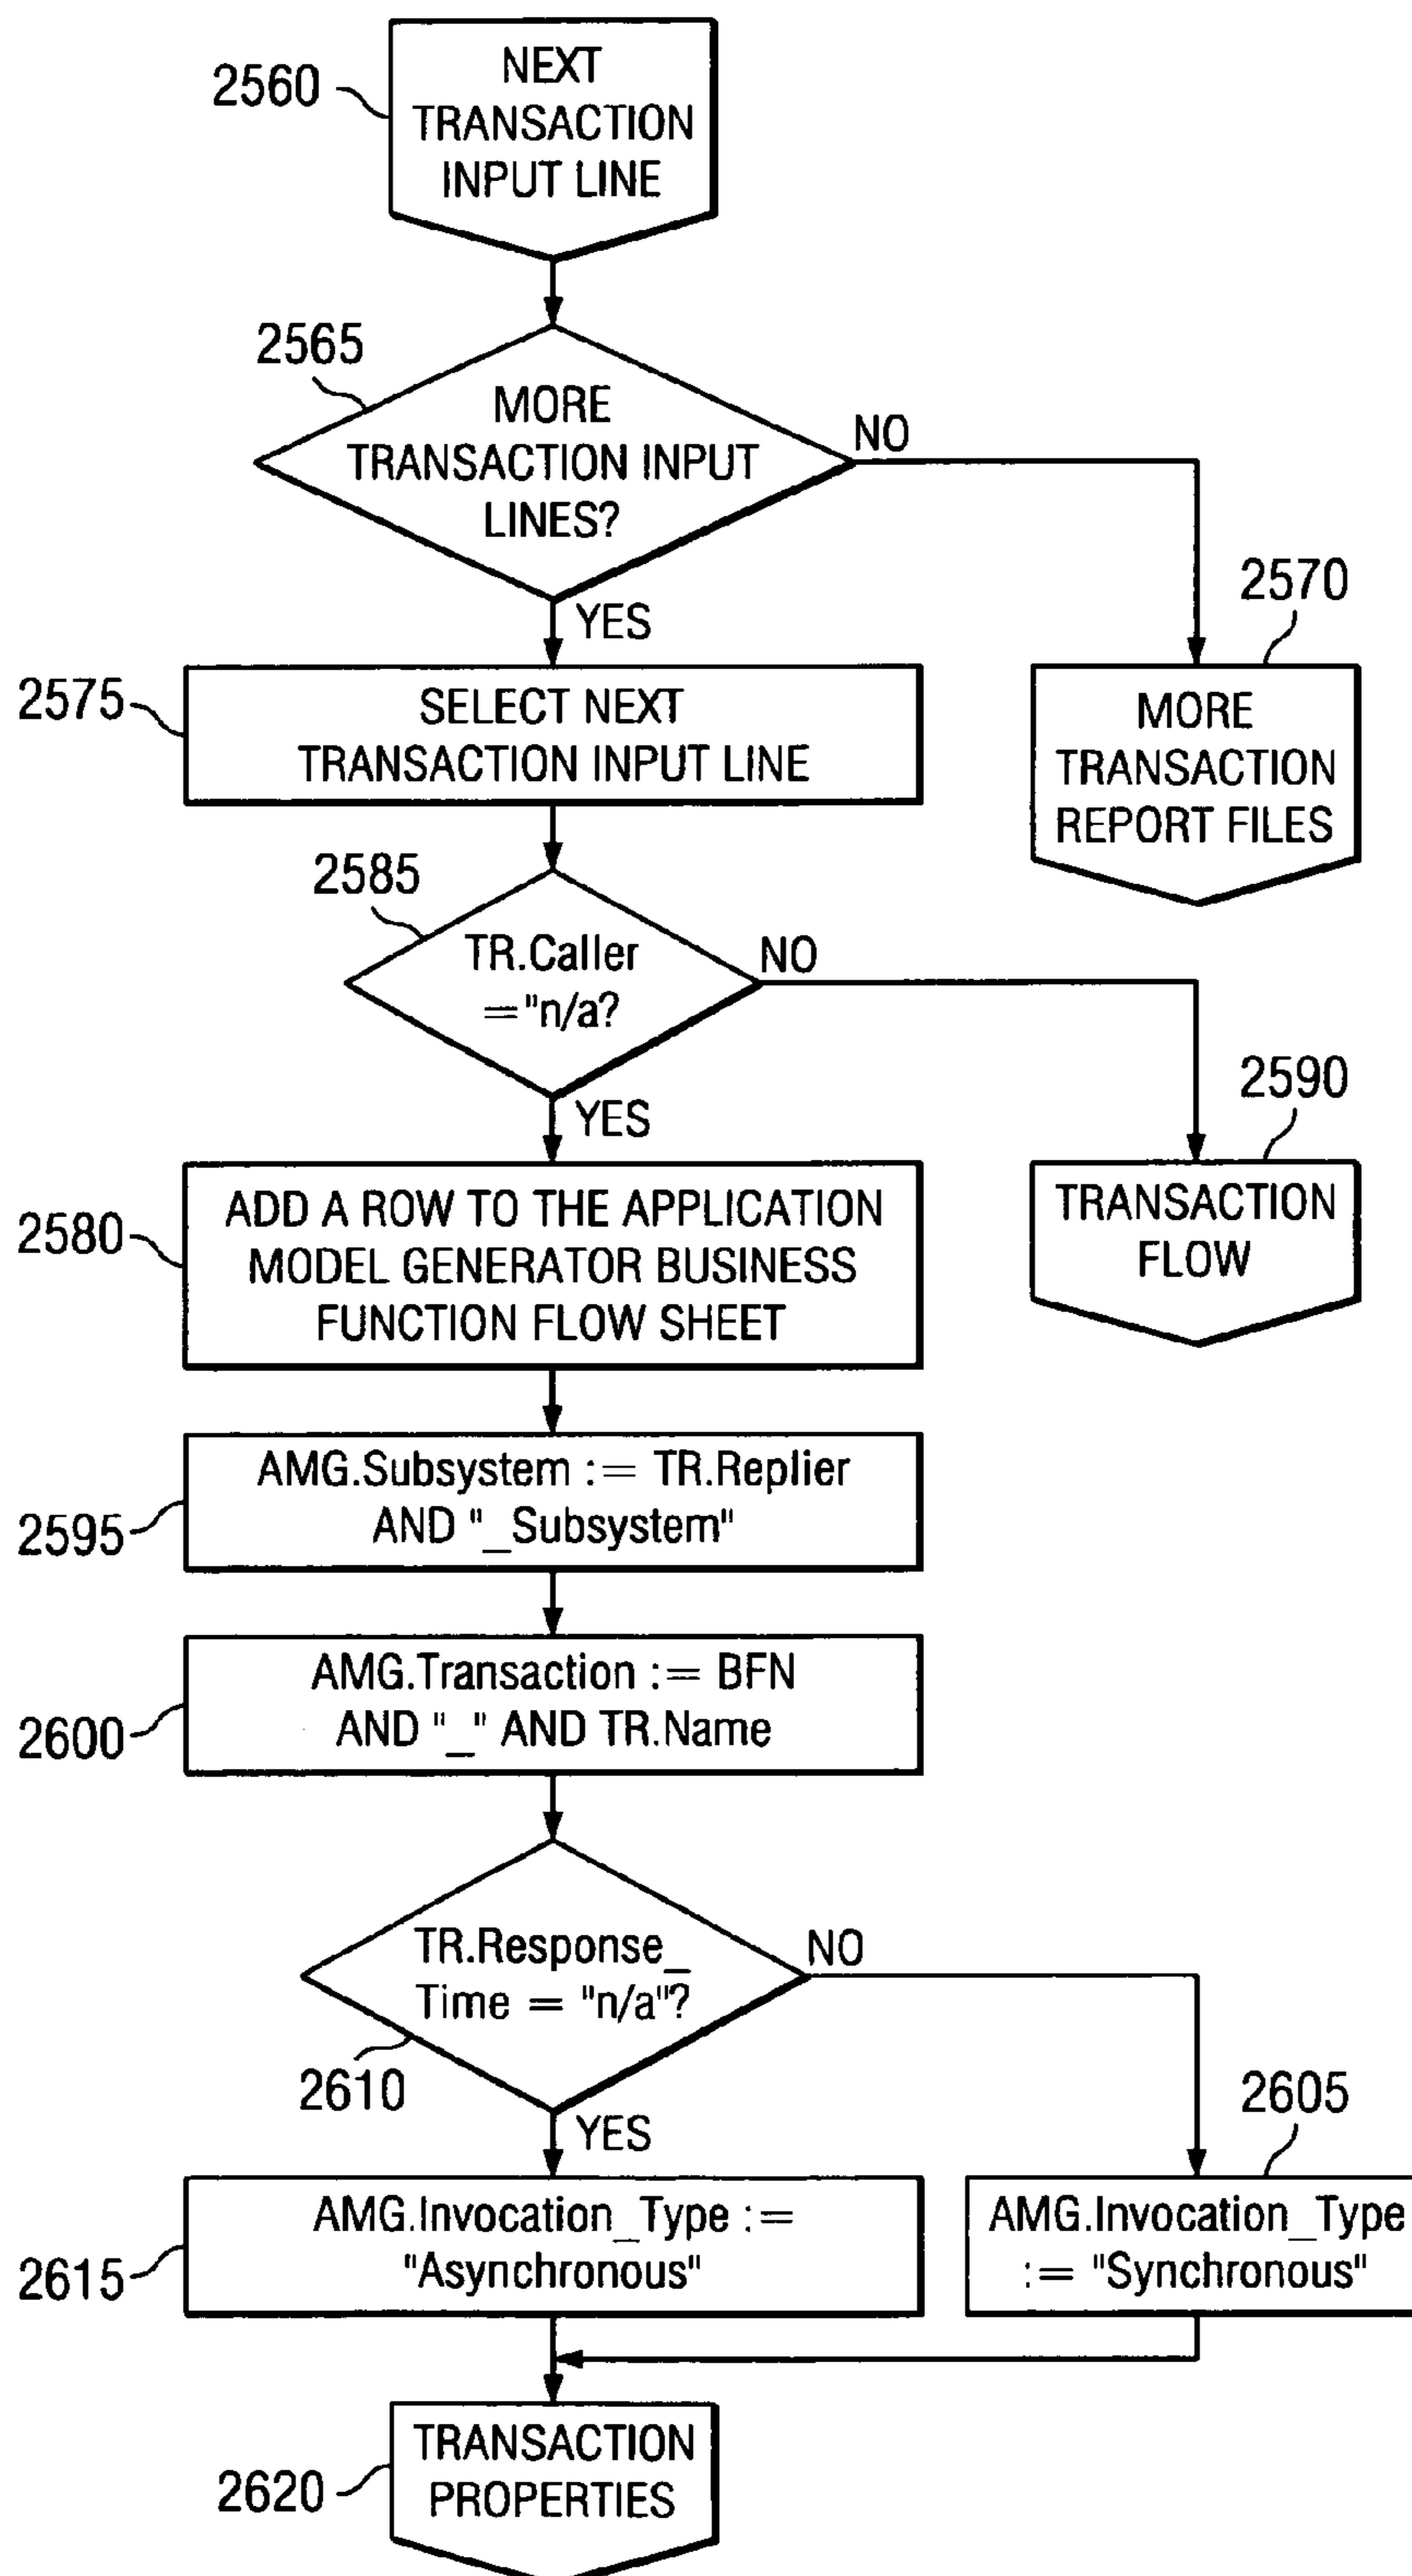 2560
NEXT
TRANSACTION
INPUT LINE
2565
MORE
TRANSACTION INPUT
LINES?
NO
YES
2570
MORE
TRANSACTION
REPORT FILES
2575
SELECT NEXT
TRANSACTION INPUT LINE
2585
TR.Caller
="n/a?
NO
YES
2590
TRANSACTION
FLOW
2580
ADD A ROW TO THE APPLICATION
MODEL GENERATOR BUSINESS
FUNCTION FLOW SHEET
2595
AMG.Subsystem := TR.Replier
AND "_Subsystem"
2600
AMG.Transaction := BFN
AND "_" AND TR.Name
TR.Response_
Time = "n/a"?
NO
2610
YES
2605
AMG.Invocation_Type
:= "Synchronous"
2615
AMG.Invocation_Type :=
"Asynchronous"
2620
TRANSACTION
PROPERTIES